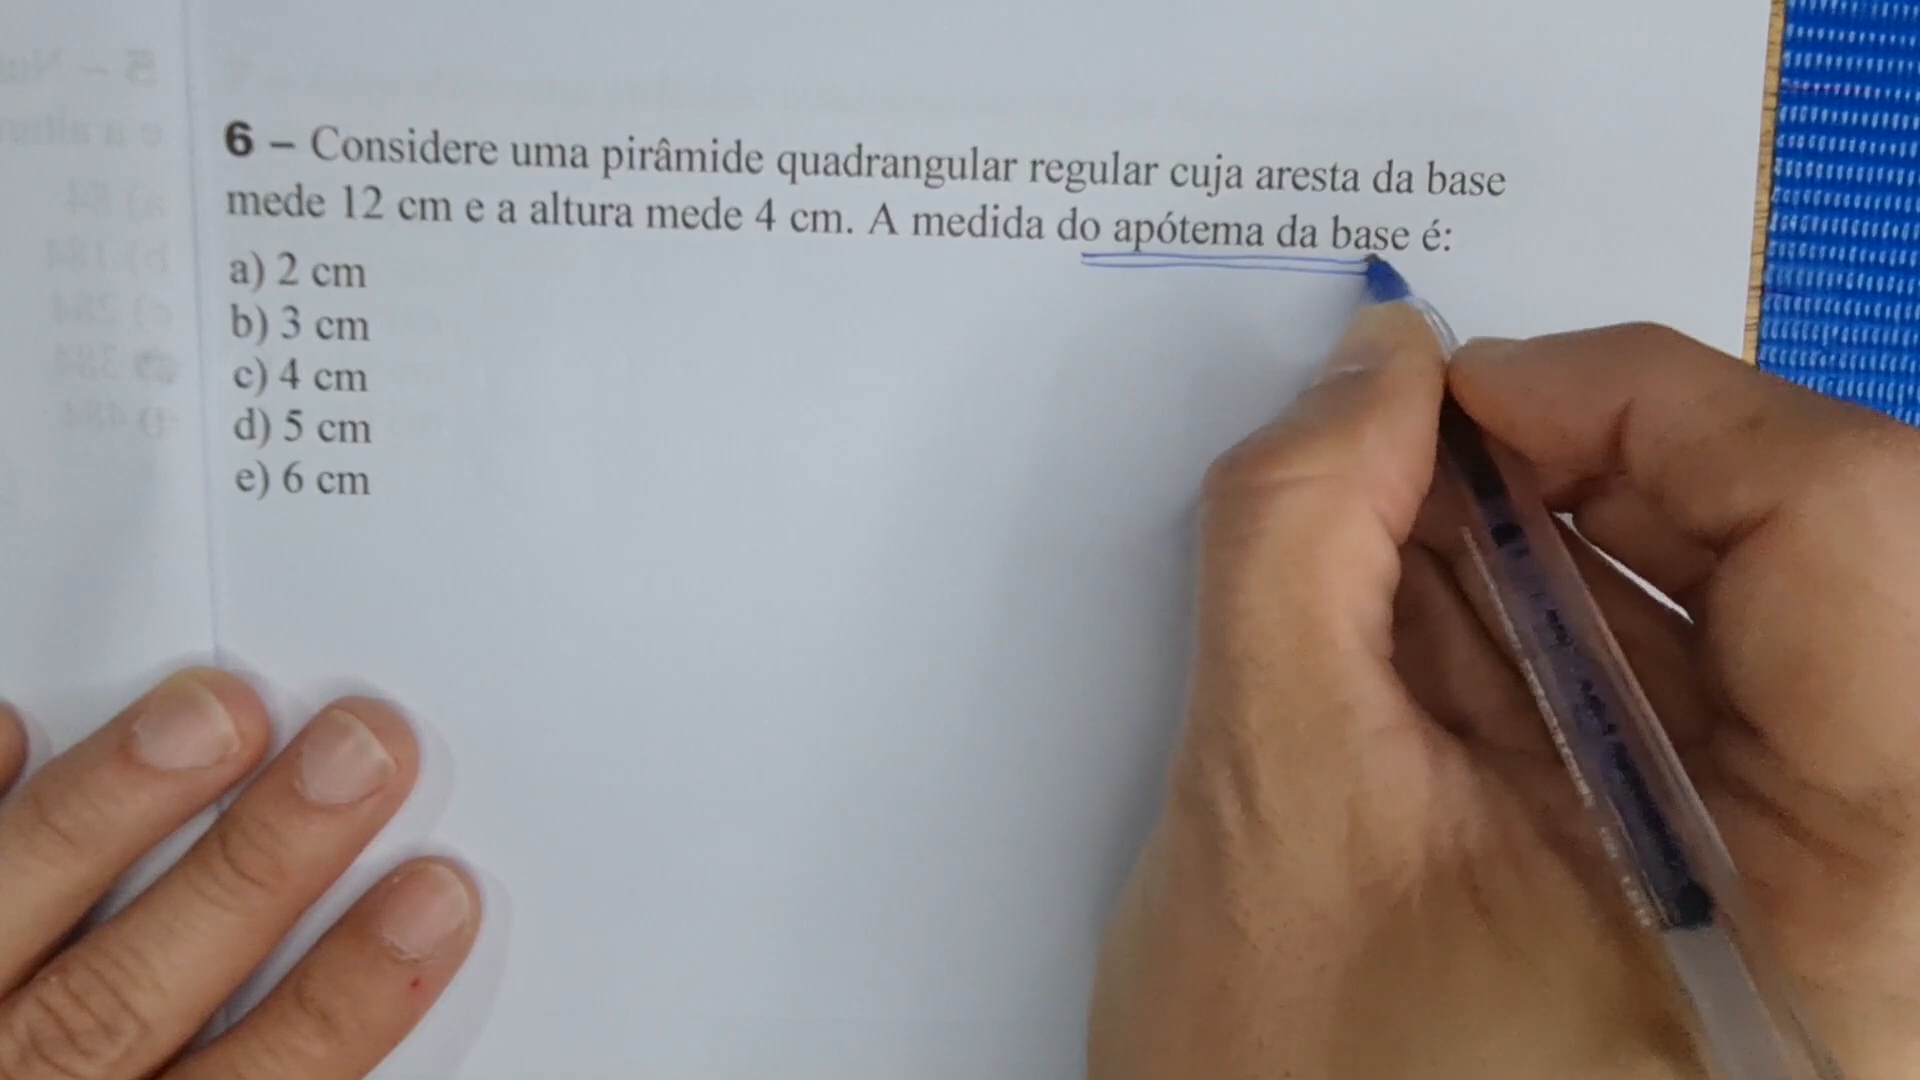 6 – Considere uma pirâmide quadrangular regular cuja aresta da base
mede 12 cm e a altura mede 4 cm. A medida do apótema da base é:
a) 2 cm
b) 3 cm
c) 4 cm
d) 5 cm
e) 6 cm